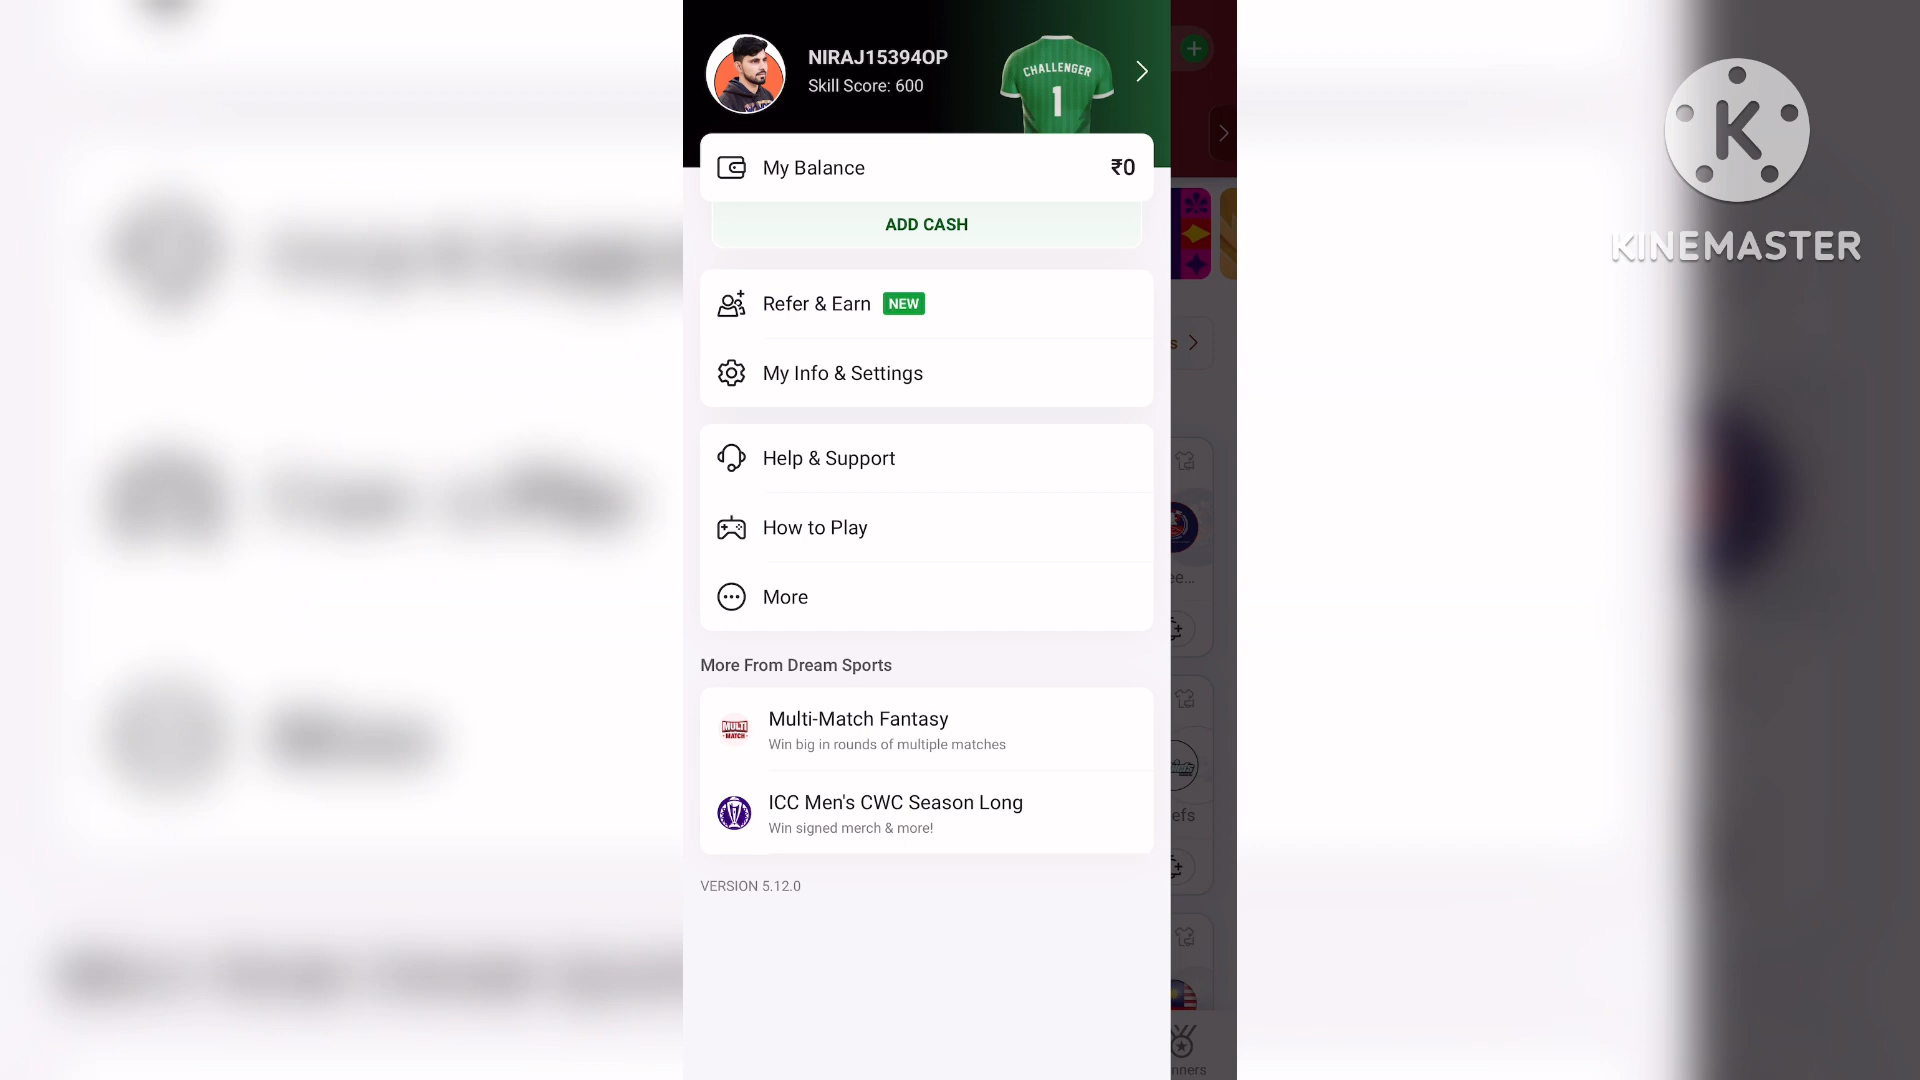 NIRAJ15394OP
Skill Score: 600
CHALLENGER
1
My Balance
₹0
ADD CASH
Refer & Earn NEW
My Info & Settings
Help & Support
How to Play
More
More From Dream Sports
MULTI
MATCH
Multi-Match Fantasy
Win big in rounds of multiple matches
ICC Men's CWC Season Long
Win signed merch & more!
VERSION 5.12.0
K
KINEMASTER